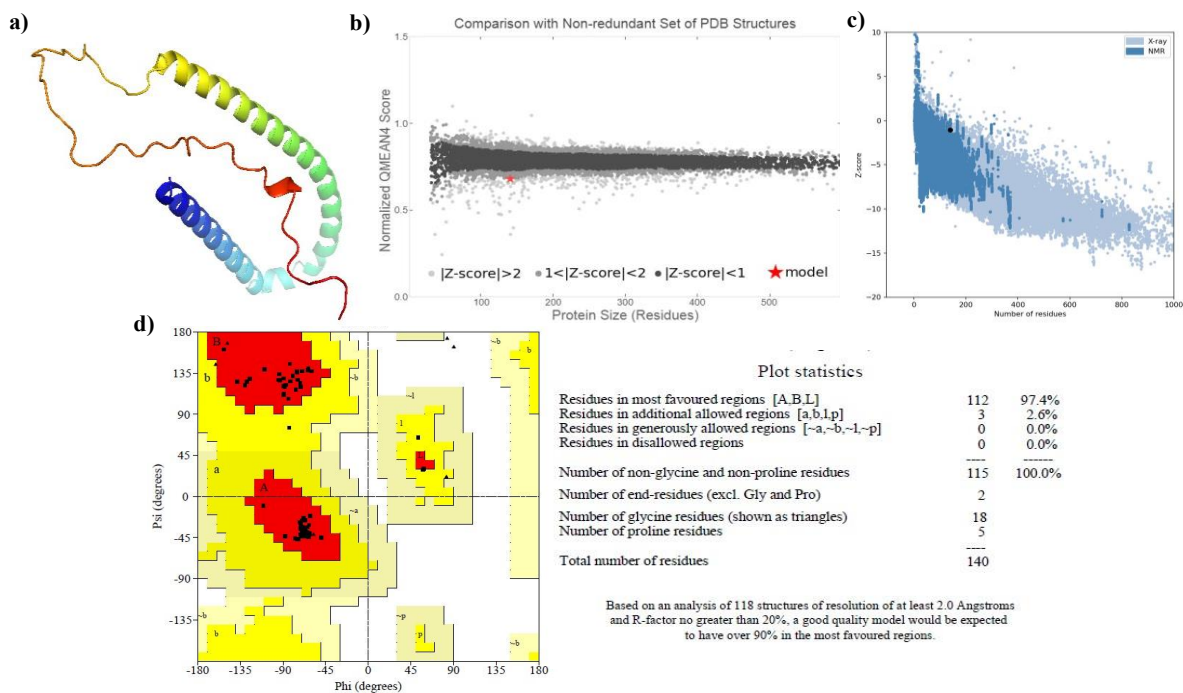 a)
b)
Comparison with Non-redundant Set of PDB Structures
Normalized QMEAN4 Score
1.5
1.0
0.5
0.0
|Z-score|>2 1<|Z-score|<2 |Z-score|<1 model
100 200 300 400 500
Protein Size (Residues)
c)
X-ray
NMR
Z-score
10
5
0
-5
-10
-15
-20
0 200 400 600 800 1000
Number of residues
d)
Psi (degrees)
180
135
90
45
0
-45
-90
-135
B
b
~b
~b
b
~l
l
a
A
~a
~b
b
~p
p
~b
-180 -135 -90 -45 0 45 90 135 180
Phi (degrees)
Plot statistics
Residues in most favoured regions [A,B,L] 112 97.4%
Residues in additional allowed regions [a,b,l,p] 3 2.6%
Residues in generously allowed regions [~a,~b,~l,~p] 0 0.0%
Residues in disallowed regions 0 0.0%
---- ------
Number of non-glycine and non-proline residues 115 100.0%
Number of end-residues (excl. Gly and Pro) 2
Number of glycine residues (shown as triangles) 18
Number of proline residues 5
----
Total number of residues 140
Based on an analysis of 118 structures of resolution of at least 2.0 Angstroms
and R-factor no greater than 20%, a good quality model would be expected
to have over 90% in the most favoured regions.